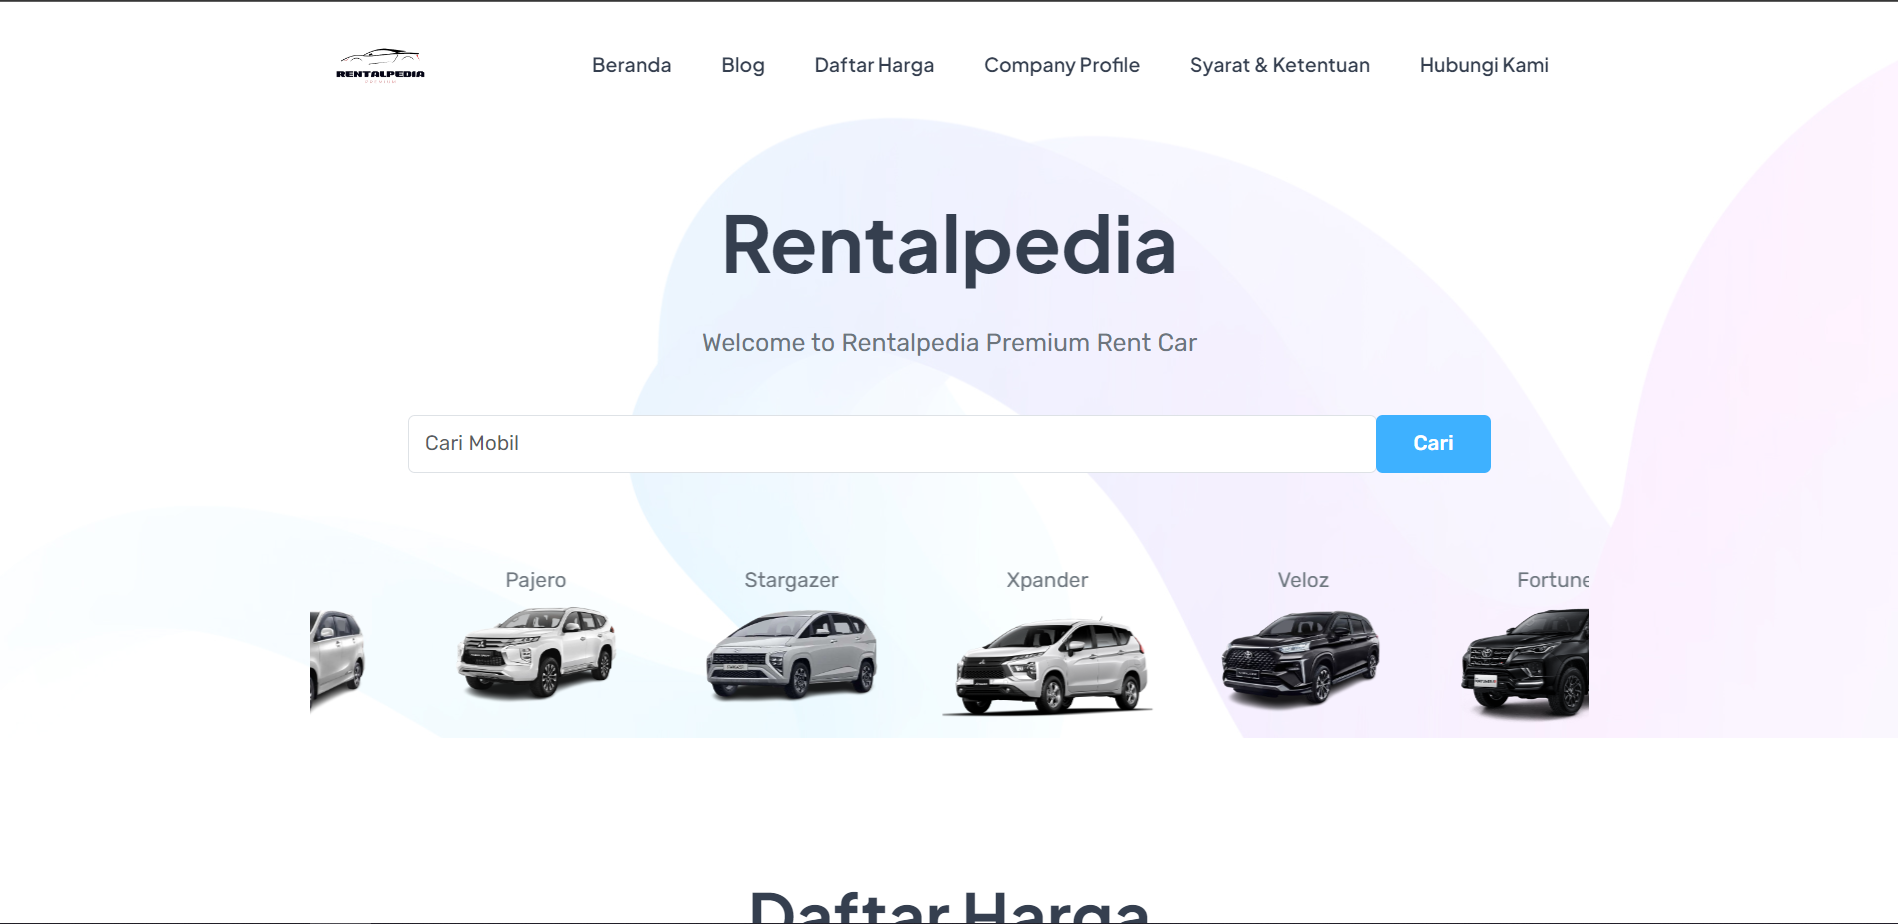 RENTALPEDIA
PREMIUM
Beranda
Blog
Daftar Harga
Company Profile
Syarat & Ketentuan
Hubungi Kami
Rentalpedia
Welcome to Rentalpedia Premium Rent Car
Cari Mobil
Cari
Pajero
Stargazer
Xpander
Veloz
Fortune
Daftar Harga